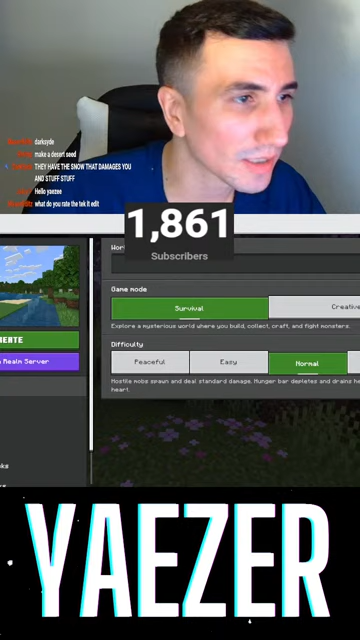 darksyde
make a desert seed
THEY HAVE THE SNOW THAT DAMAGES YOU
AND STUFF STUFF
Hello yaezee
what do you rate the tek it edit
1,861
Subscribers
Game mode
Survival
Creative
Explore a mysterious world where you build, collect, craft, and fight monsters.
Difficulty
Peaceful
Easy
Normal
Hostile mobs spawn and deal standard damage. Hunger bar depletes and drains
heart.
Realm Server
YAEZER